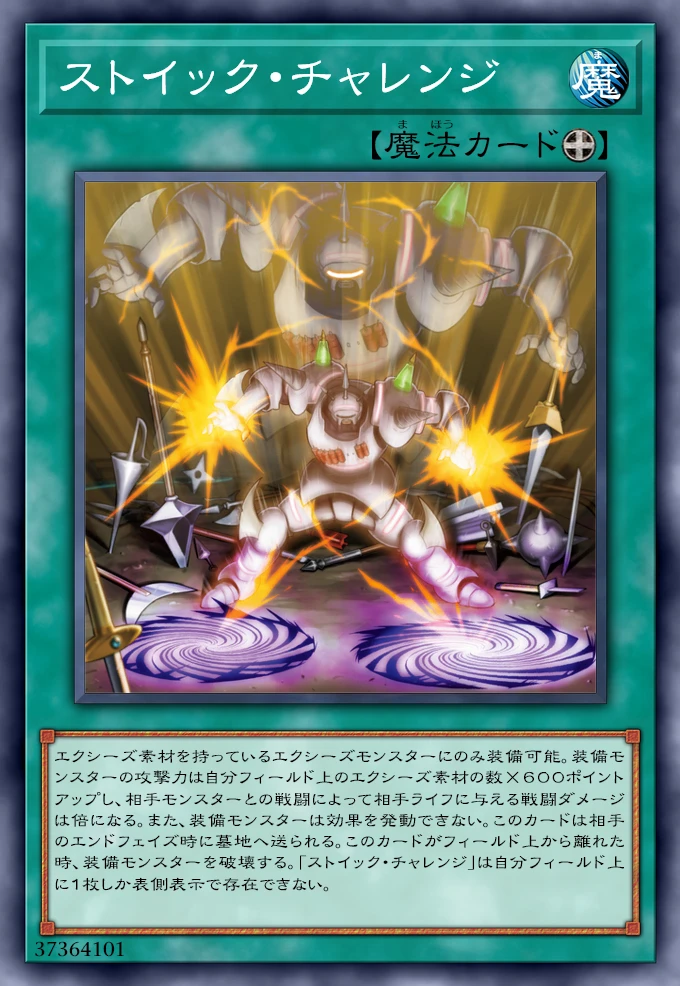 ストイック・チャレンジ
魔
ま
【魔法カード】
ま ほう
エクシーズ素材を持っているエクシーズモンスターにのみ装備可能。装備モ
ンスターの攻撃力は自分フィールド上のエクシーズ素材の数×６００ポイント
アップし、相手モンスターとの戦闘によって相手ライフに与える戦闘ダメージ
は倍になる。また、装備モンスターは効果を発動できない。このカードは相手
のエンドフェイズ時に墓地へ送られる。このカードがフィールド上から離れた
時、装備モンスターを破壊する。「ストイック・チャレンジ」は自分フィールド上
に１枚しか表側表示で存在できない。
37364101